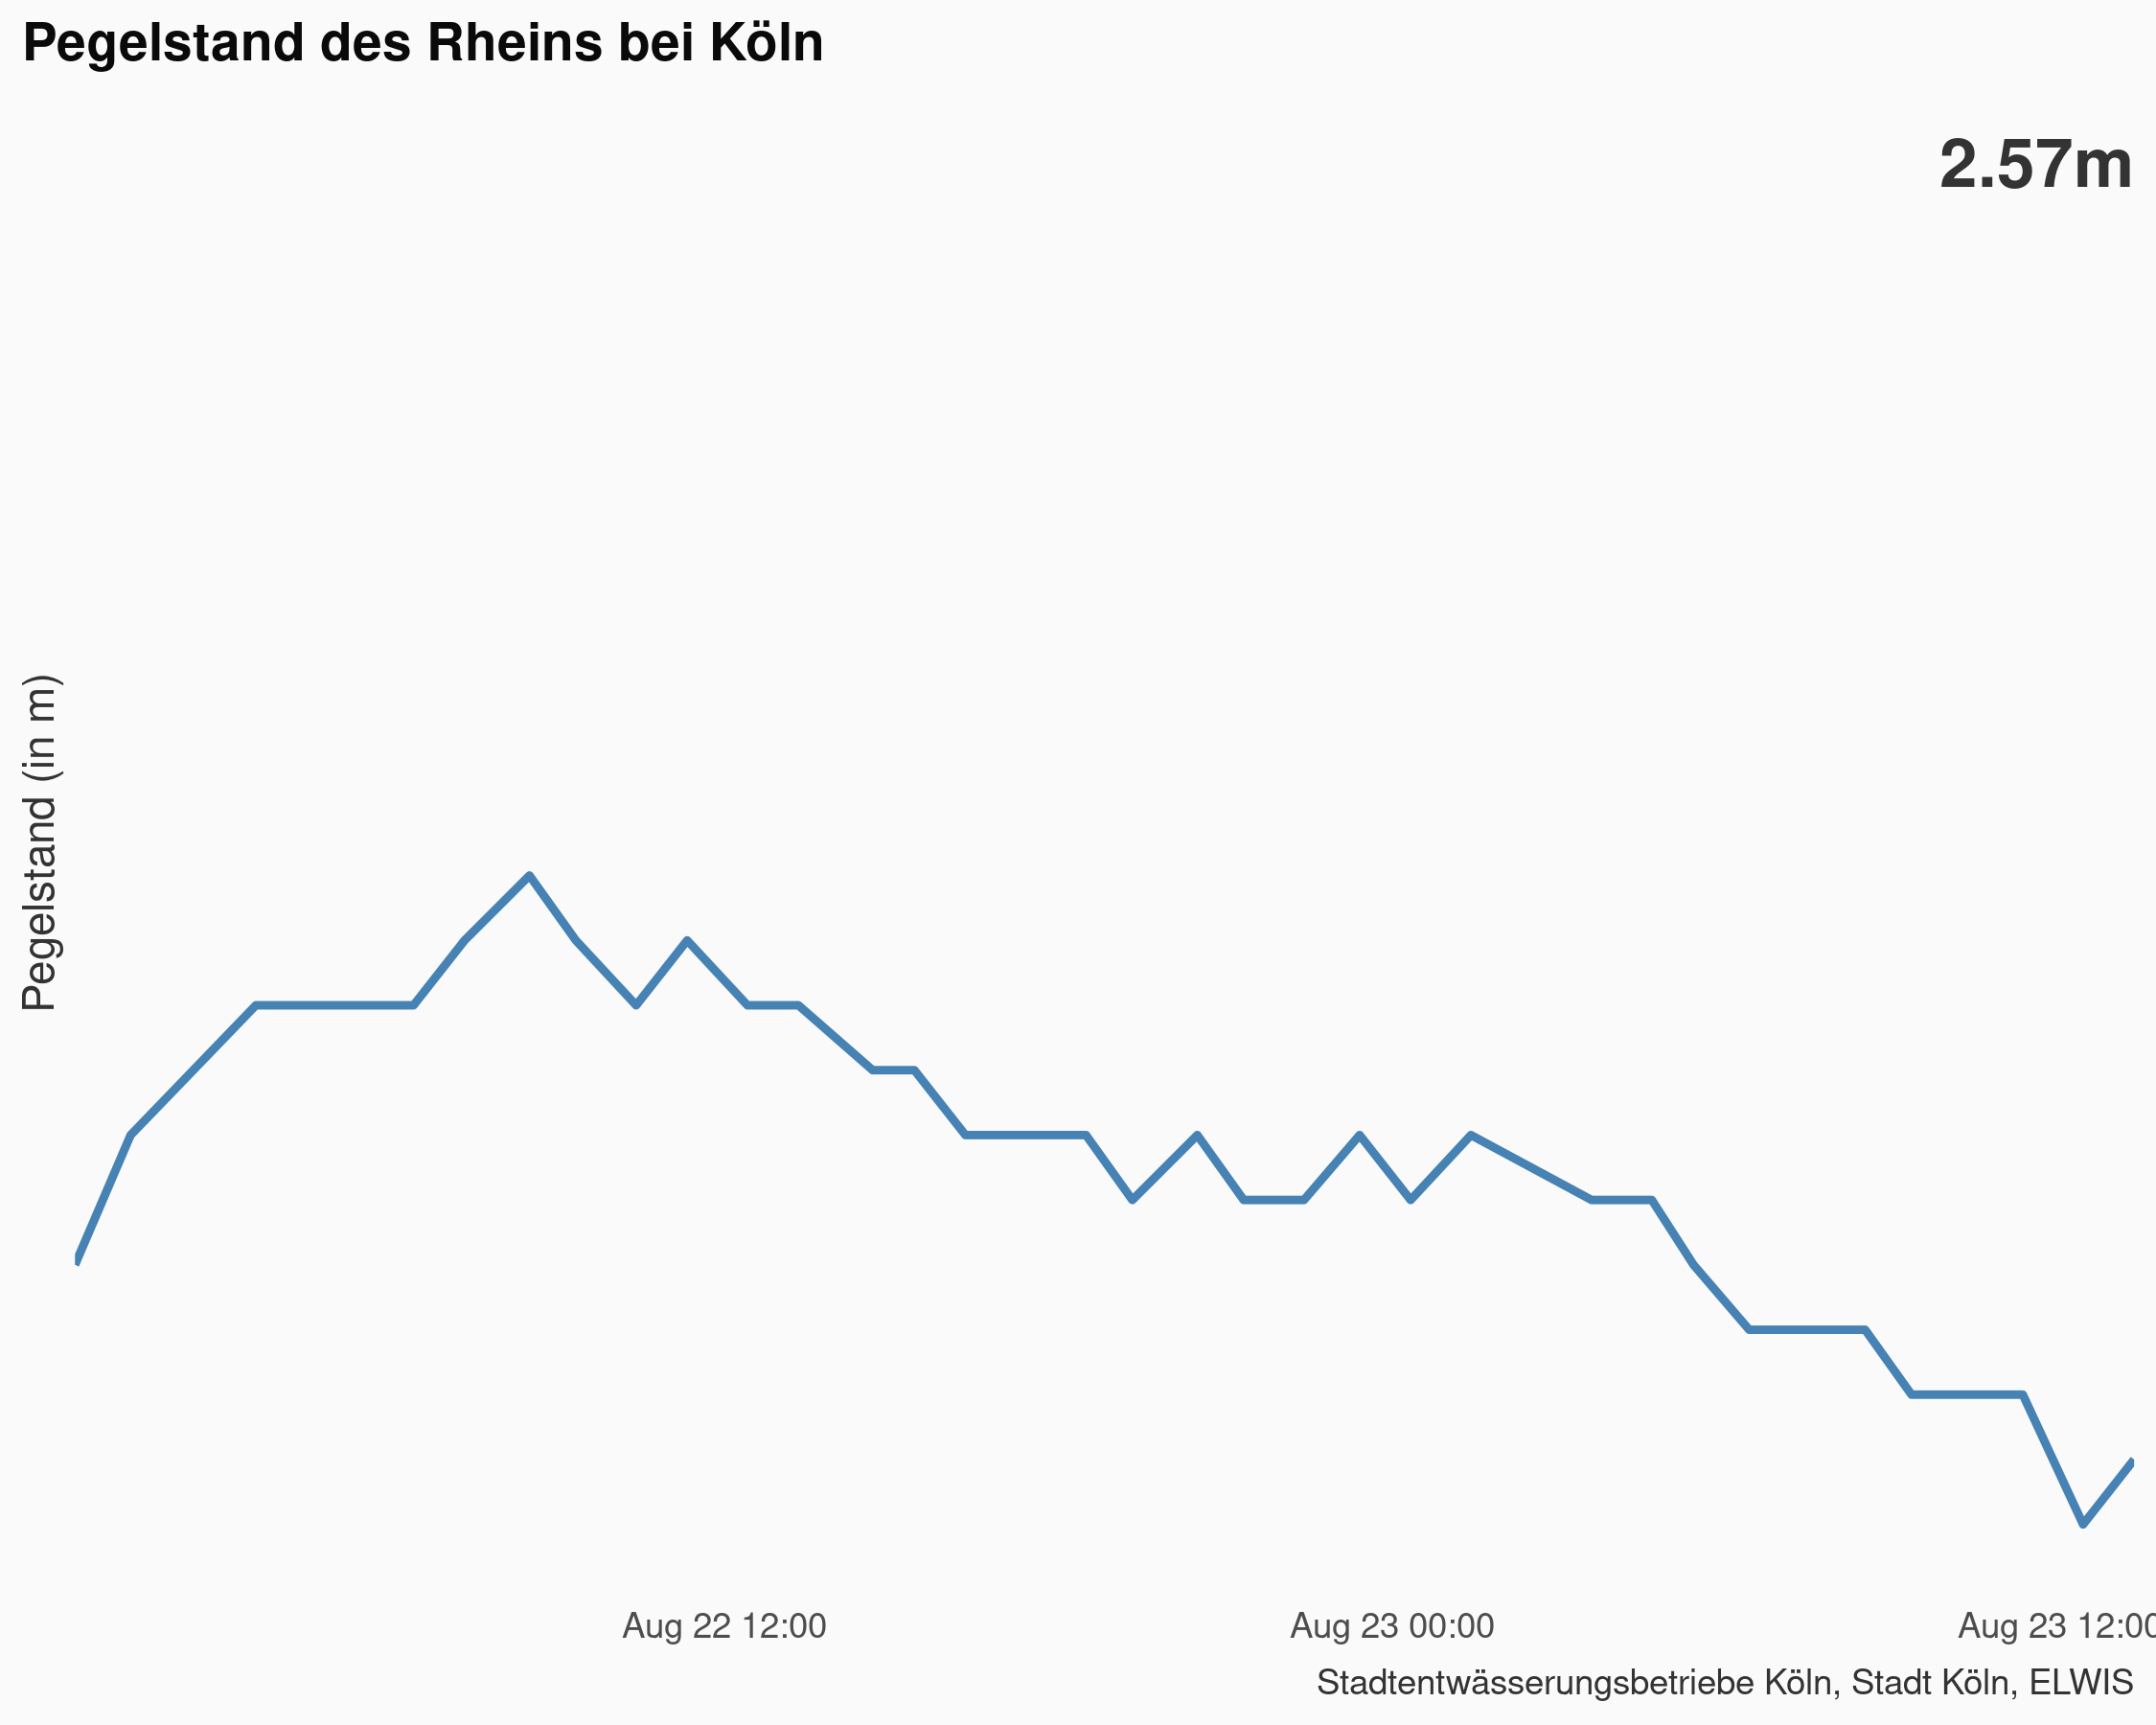 Pegelstand des Rheins bei Köln
2.57m
Pegelstand (in m)
Aug 22 12:00
Aug 23 00:00
Aug 23 12:00
Stadtentwässerungsbetriebe Köln, Stadt Köln, ELWIS